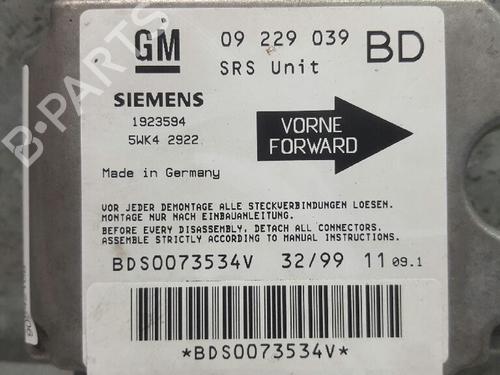 GM 09 229 039 BD
SRS Unit
SIEMENS
1923594
5WK4 2922
VORNE
FORWARD
Made in Germany
VOR JEDER DEMONTAGE ALLE STECKVERBINDUNGEN LOESEN.
MONTAGE NUR NACH EINBAUANLEITUNG.
BEFORE EVERY DISASSEMBLY, DETACH ALL CONNECTORS.
ASSEMBLE STRICTLY ACCORDING TO MANUAL INSTRUCTIONS.
BDS0073534V 32/99 11 09.1
*BDS0073534V*
B-PARTS